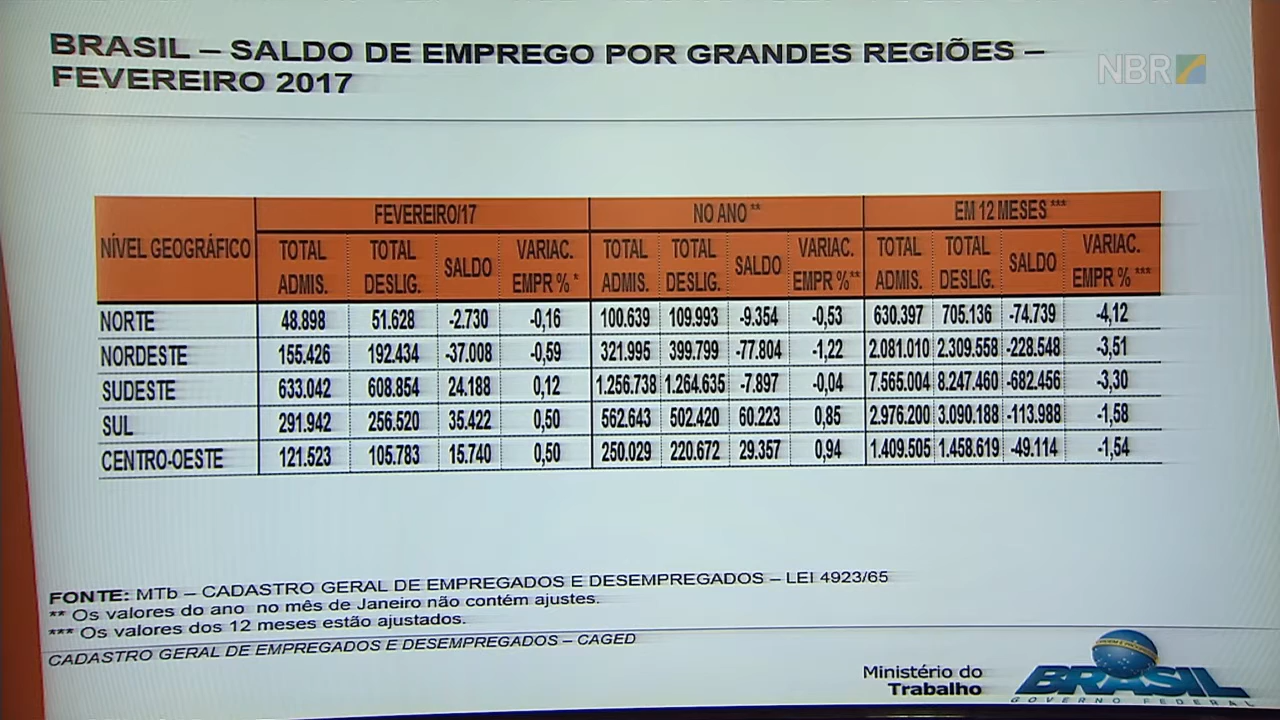 BRASIL – SALDO DE EMPREGO POR GRANDES REGIÕES –
FEVEREIRO 2017
NBR
NÍVEL GEOGRÁFICO FEVEREIRO/17 NO ANO ** EM 12 MESES ***
TOTAL ADMIS. TOTAL DESLIG. SALDO VARIAC. EMPR % * TOTAL ADMIS. TOTAL DESLIG. SALDO VARIAC. EMPR %** TOTAL ADMIS. TOTAL DESLIG. SALDO VARIAC. EMPR % ***
NORTE 48.898 51.628 -2.730 -0,16 100.639 109.993 -9.354 -0,53 630.397 705.136 -74.739 -4,12
NORDESTE 155.426 192.434 -37.008 -0,59 321.995 399.799 -77.804 -1,22 2.081.010 2.309.558 -228.548 -3,51
SUDESTE 633.042 608.854 24.188 0,12 1.256.738 1.264.635 -7.897 -0,04 7.565.004 8.247.460 -682.456 -3,30
SUL 291.942 256.520 35.422 0,50 562.643 502.420 60.223 0,85 2.976.200 3.090.188 -113.988 -1,58
CENTRO-OESTE 121.523 105.783 15.740 0,50 250.029 220.672 29.357 0,94 1.409.505 1.458.619 -49.114 -1,54
FONTE: MTb – CADASTRO GERAL DE EMPREGADOS E DESEMPREGADOS – LEI 4923/65
** Os valores do ano no mês de Janeiro não contém ajustes.
*** Os valores dos 12 meses estão ajustados.
CADASTRO GERAL DE EMPREGADOS E DESEMPREGADOS – CAGED
Ministério do
Trabalho
BRASIL
GOVERNO FEDERAL